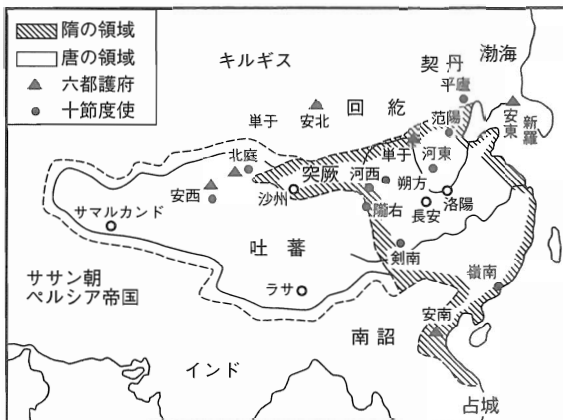 隋の領域
唐の領域
六都護府
十節度使
キルギス
契丹
渤海
平盧
回紇
安北
単于
范陽
安東
新羅
単于
河東
北庭
突厥
河西
朔方
安西
沙州
洛陽
隴右
長安
サマルカンド
吐蕃
剣南
ササン朝
ペルシア帝国
ラサ
嶺南
安南
南詔
インド
占城